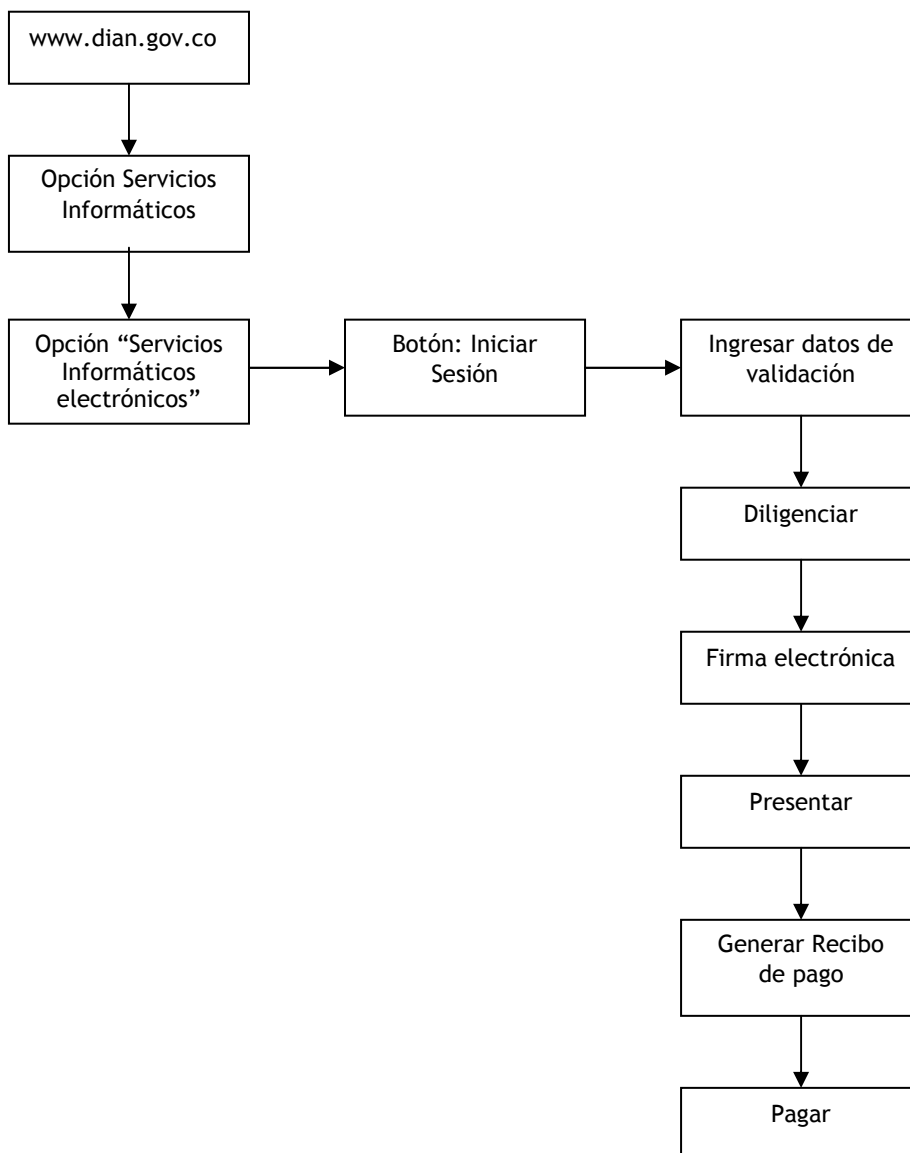 www.dian.gov.co
Opción Servicios
Informáticos
Opción “Servicios
Informáticos
electrónicos”
Botón: Iniciar
Sesión
Ingresar datos de
validación
Diligenciar
Firma electrónica
Presentar
Generar Recibo
de pago
Pagar